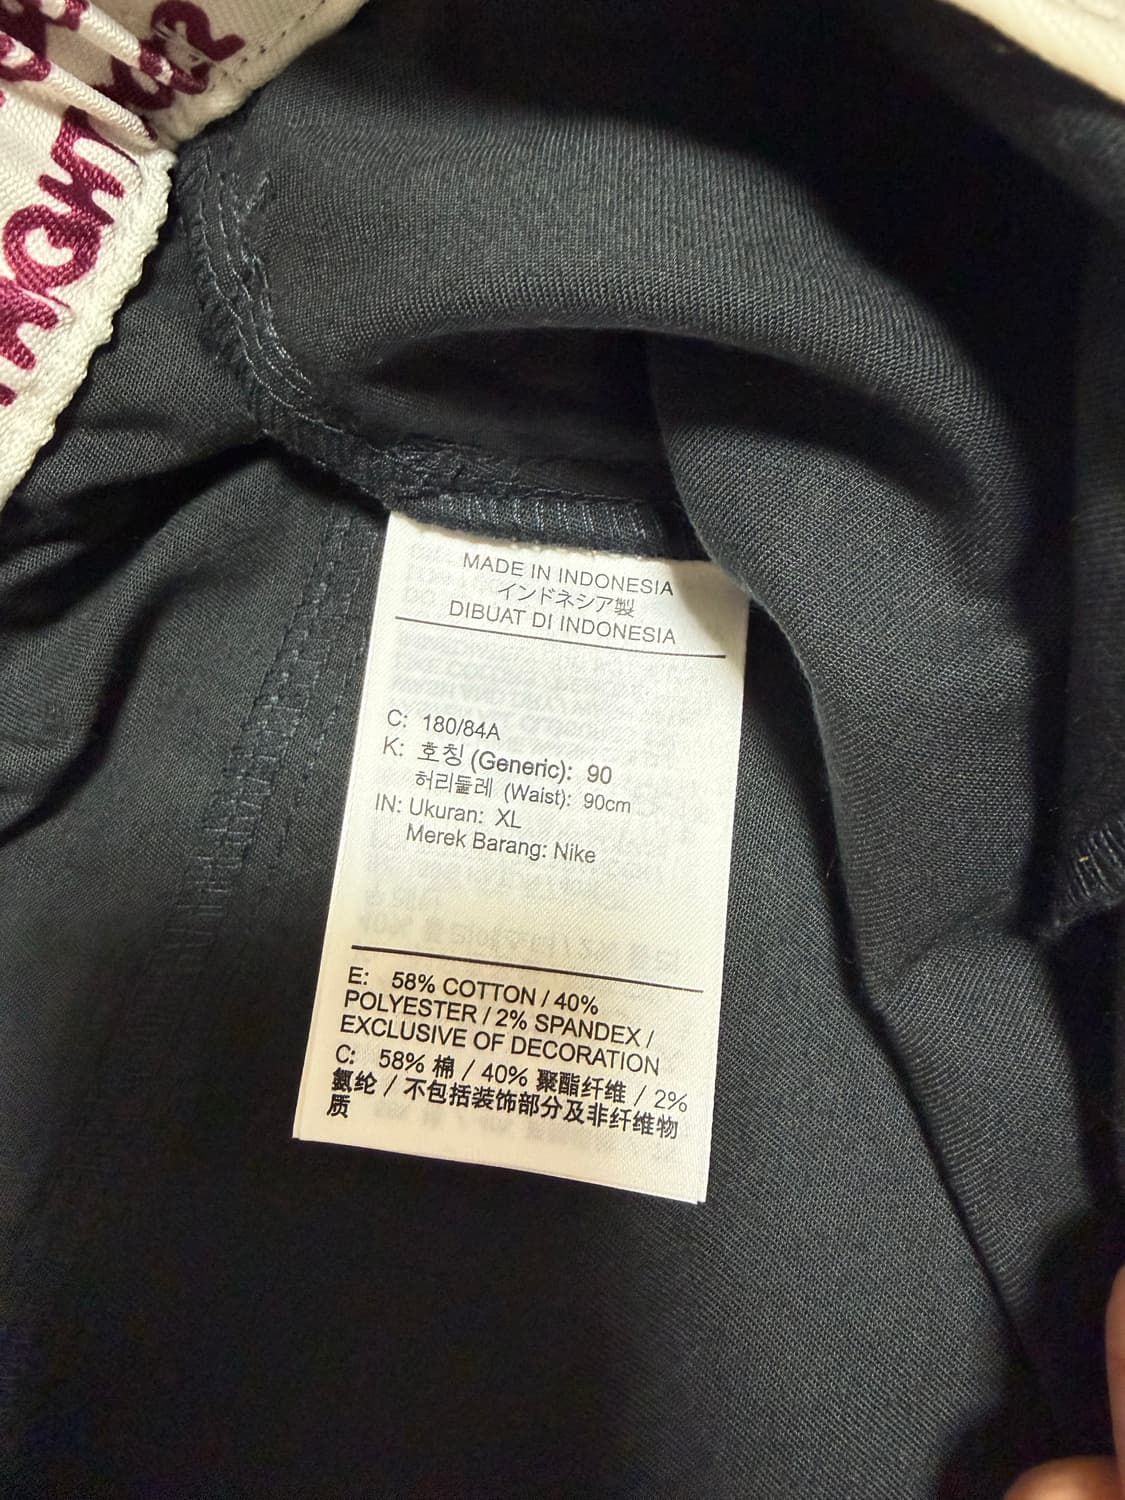 MADE IN INDONESIA
インドネシア製
DIBUAT DI INDONESIA
C: 180/84A
K: 호칭 (Generic): 90
허리둘레 (Waist): 90cm
IN: Ukuran: XL
Merek Barang: Nike
E: 58% COTTON / 40%
POLYESTER / 2% SPANDEX /
EXCLUSIVE OF DECORATION
C: 58% 棉 / 40% 聚酯纤维 / 2%
氨纶 / 不包括装饰部分及非纤维物
质